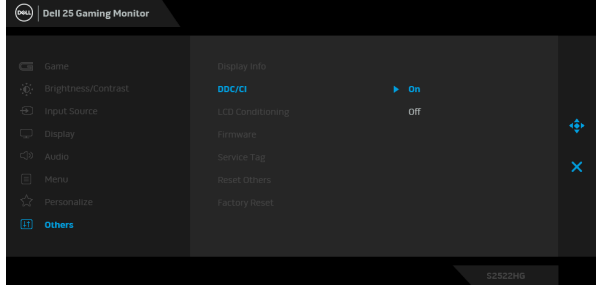 DELL
Dell 25 Gaming Monitor
Game
Brightness/Contrast
Input Source
Display
Audio
Menu
Personalize
Others
Display Info
DDC/CI
LCD Conditioning
Firmware
Service Tag
Reset Others
Factory Reset
On
Off
S2522HG